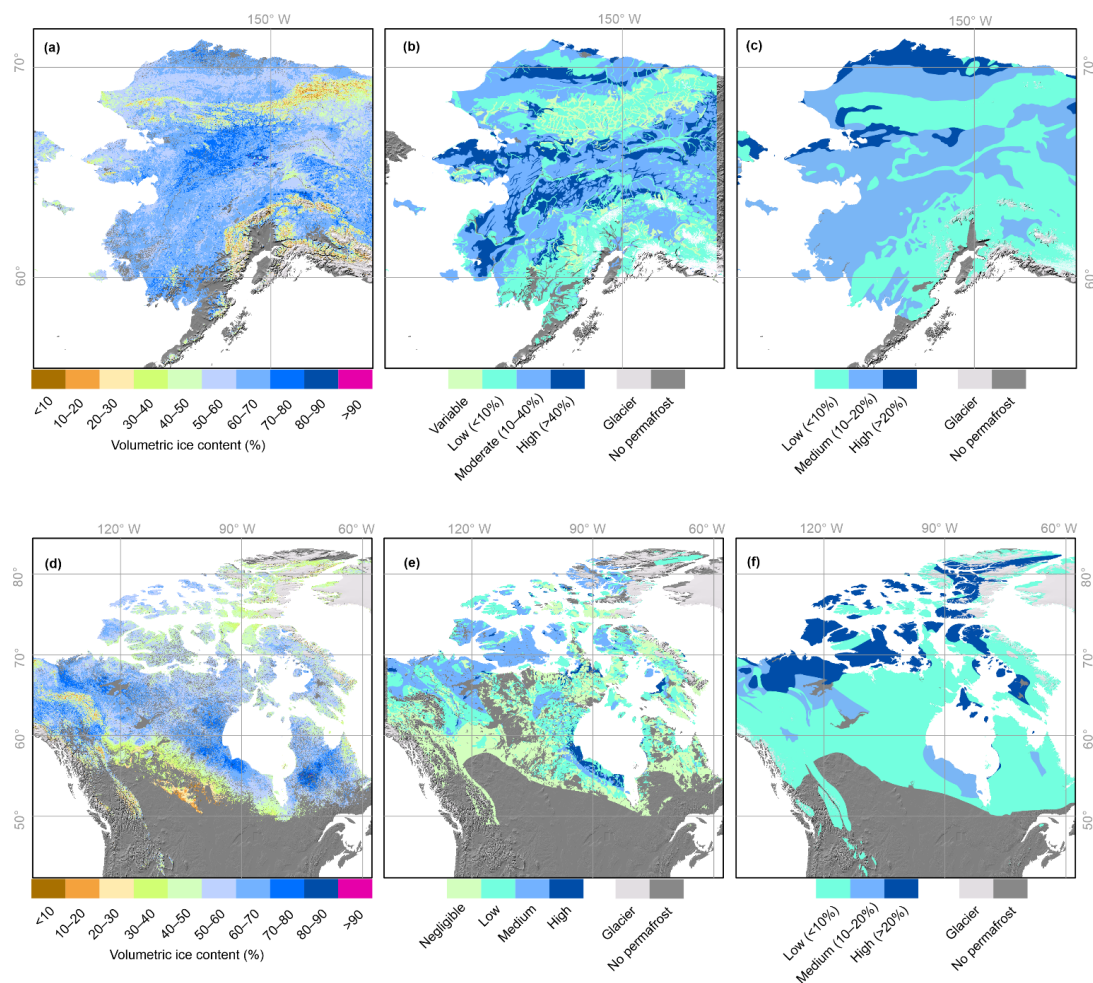 150° W
150° W
150° W
(a)
(b)
(c)
70°
70°
60°
60°
<10
10–20
20–30
30–40
40–50
50–60
60–70
70–80
80–90
>90
Volumetric ice content (%)
Variable
Low (<10%)
Moderate (10–40%)
High (>40%)
Glacier
No permafrost
Low (<10%)
Medium (10–20%)
High (>20%)
Glacier
No permafrost
120° W
90° W
60° W
120° W
90° W
60° W
120° W
90° W
60° W
(d)
(e)
(f)
80°
70°
60°
50°
80°
70°
60°
50°
<10
10–20
20–30
30–40
40–50
50–60
60–70
70–80
80–90
>90
Volumetric ice content (%)
Negligible
Low
Medium
High
Glacier
No permafrost
Low (<10%)
Medium (10–20%)
High (>20%)
Glacier
No permafrost